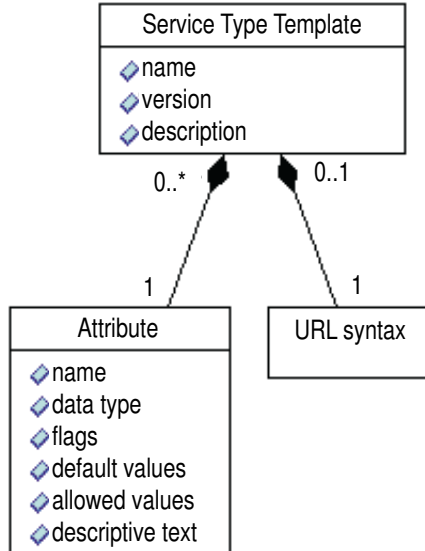 Service Type Template
name
version
description
0..*
0..1
1
1
Attribute
name
data type
flags
default values
allowed values
descriptive text
URL syntax